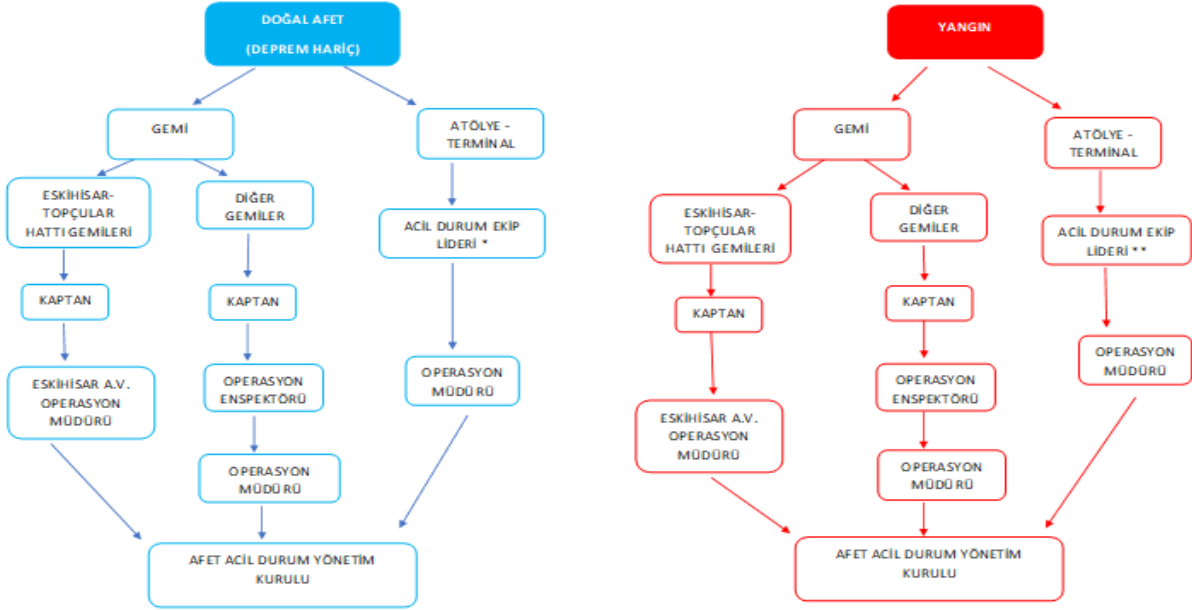 DOĞAL AFET
(DEPREM HARİÇ)
GEMİ
ATÖLYE -
TERMİNAL
ESKİHİSAR-
TOPÇULAR
HATTI GEMİLERİ
DİĞER
GEMİLER
ACİL DURUM EKİP
LİDERİ *
KAPTAN
KAPTAN
ESKİHİSAR A.V.
OPERASYON
MÜDÜRÜ
OPERASYON
ENSPEKTÖRÜ
OPERASYON
MÜDÜRÜ
OPERASYON
MÜDÜRÜ
AFET ACİL DURUM YÖNETİM
KURULU
YANGIN
GEMİ
ATÖLYE -
TERMİNAL
ESKİHİSAR-
TOPÇULAR
HATTI GEMİLERİ
DİĞER
GEMİLER
ACİL DURUM EKİP
LİDERİ **
KAPTAN
KAPTAN
OPERASYON
MÜDÜRÜ
ESKİHİSAR A.V.
OPERASYON
MÜDÜRÜ
OPERASYON
ENSPEKTÖRÜ
OPERASYON
MÜDÜRÜ
AFET ACİL DURUM YÖNETİM
KURULU